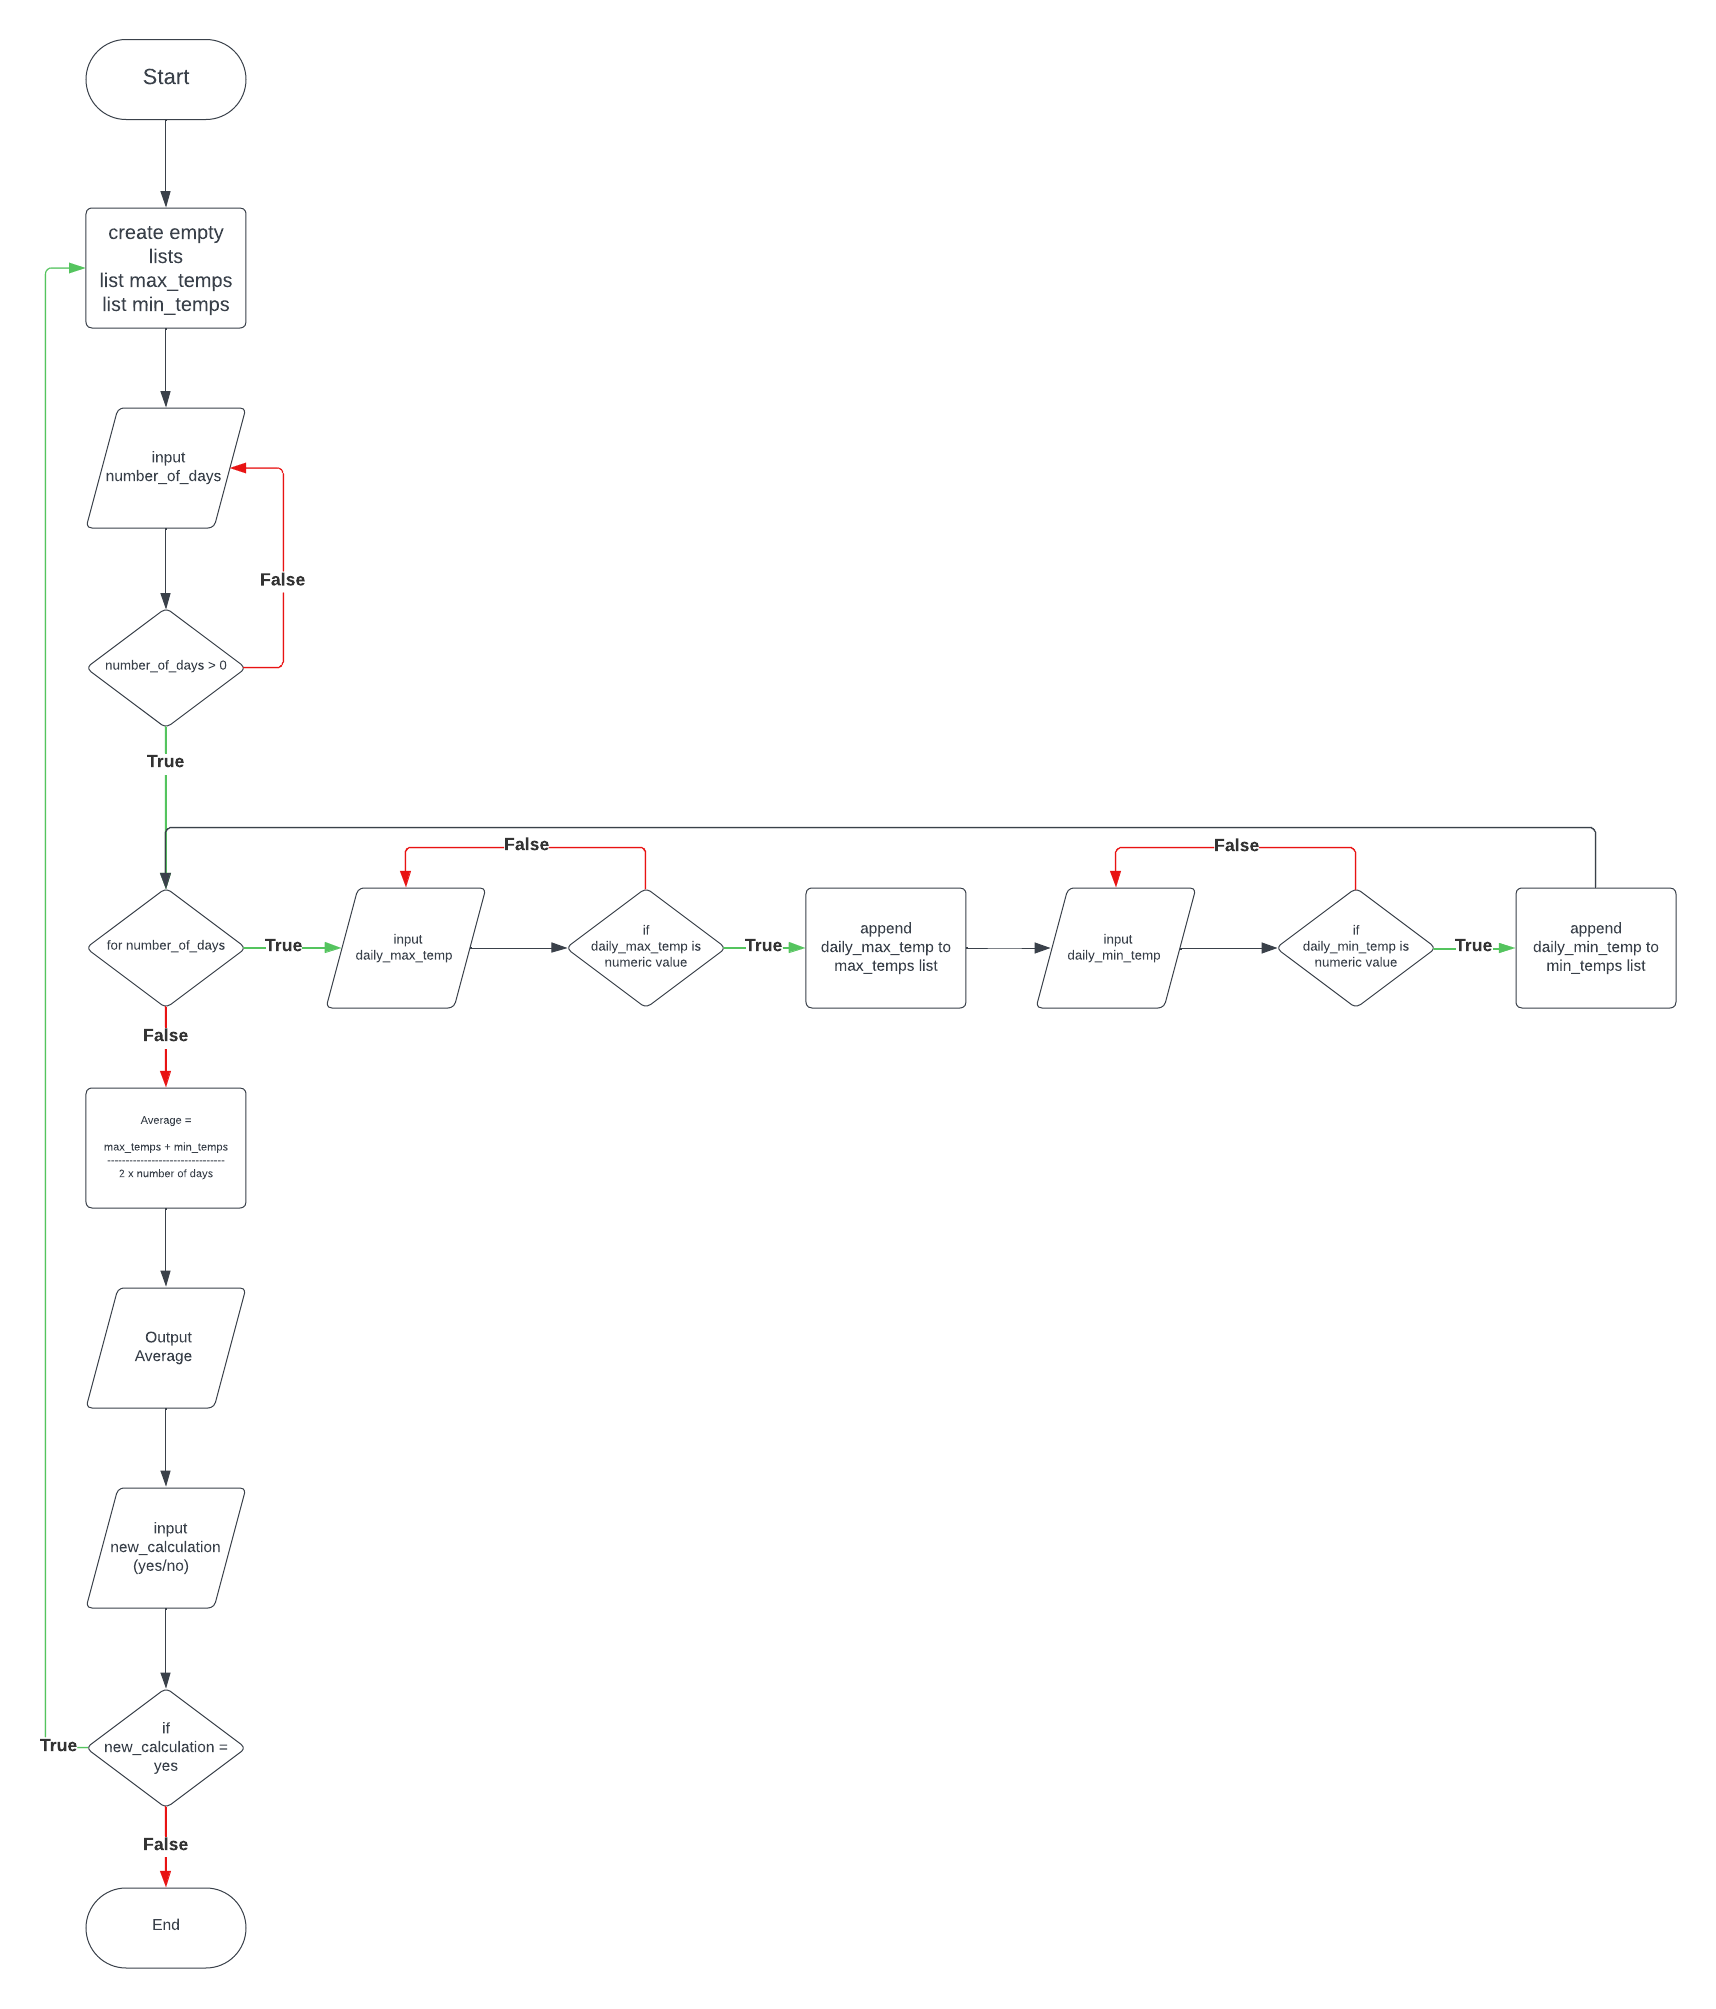 Start
create empty
lists
list max_temps
list min_temps
input
number_of_days
False
number_of_days > 0
True
for number_of_days
True
input
daily_max_temp
False
if
daily_max_temp is
numeric value
True
append
daily_max_temp to
max_temps list
input
daily_min_temp
False
if
daily_min_temp is
numeric value
True
append
daily_min_temp to
min_temps list
False
Average =
max_temps + min_temps
--------------------------------
2 x number of days
Output
Average
input
new_calculation
(yes/no)
if
new_calculation =
yes
True
False
End